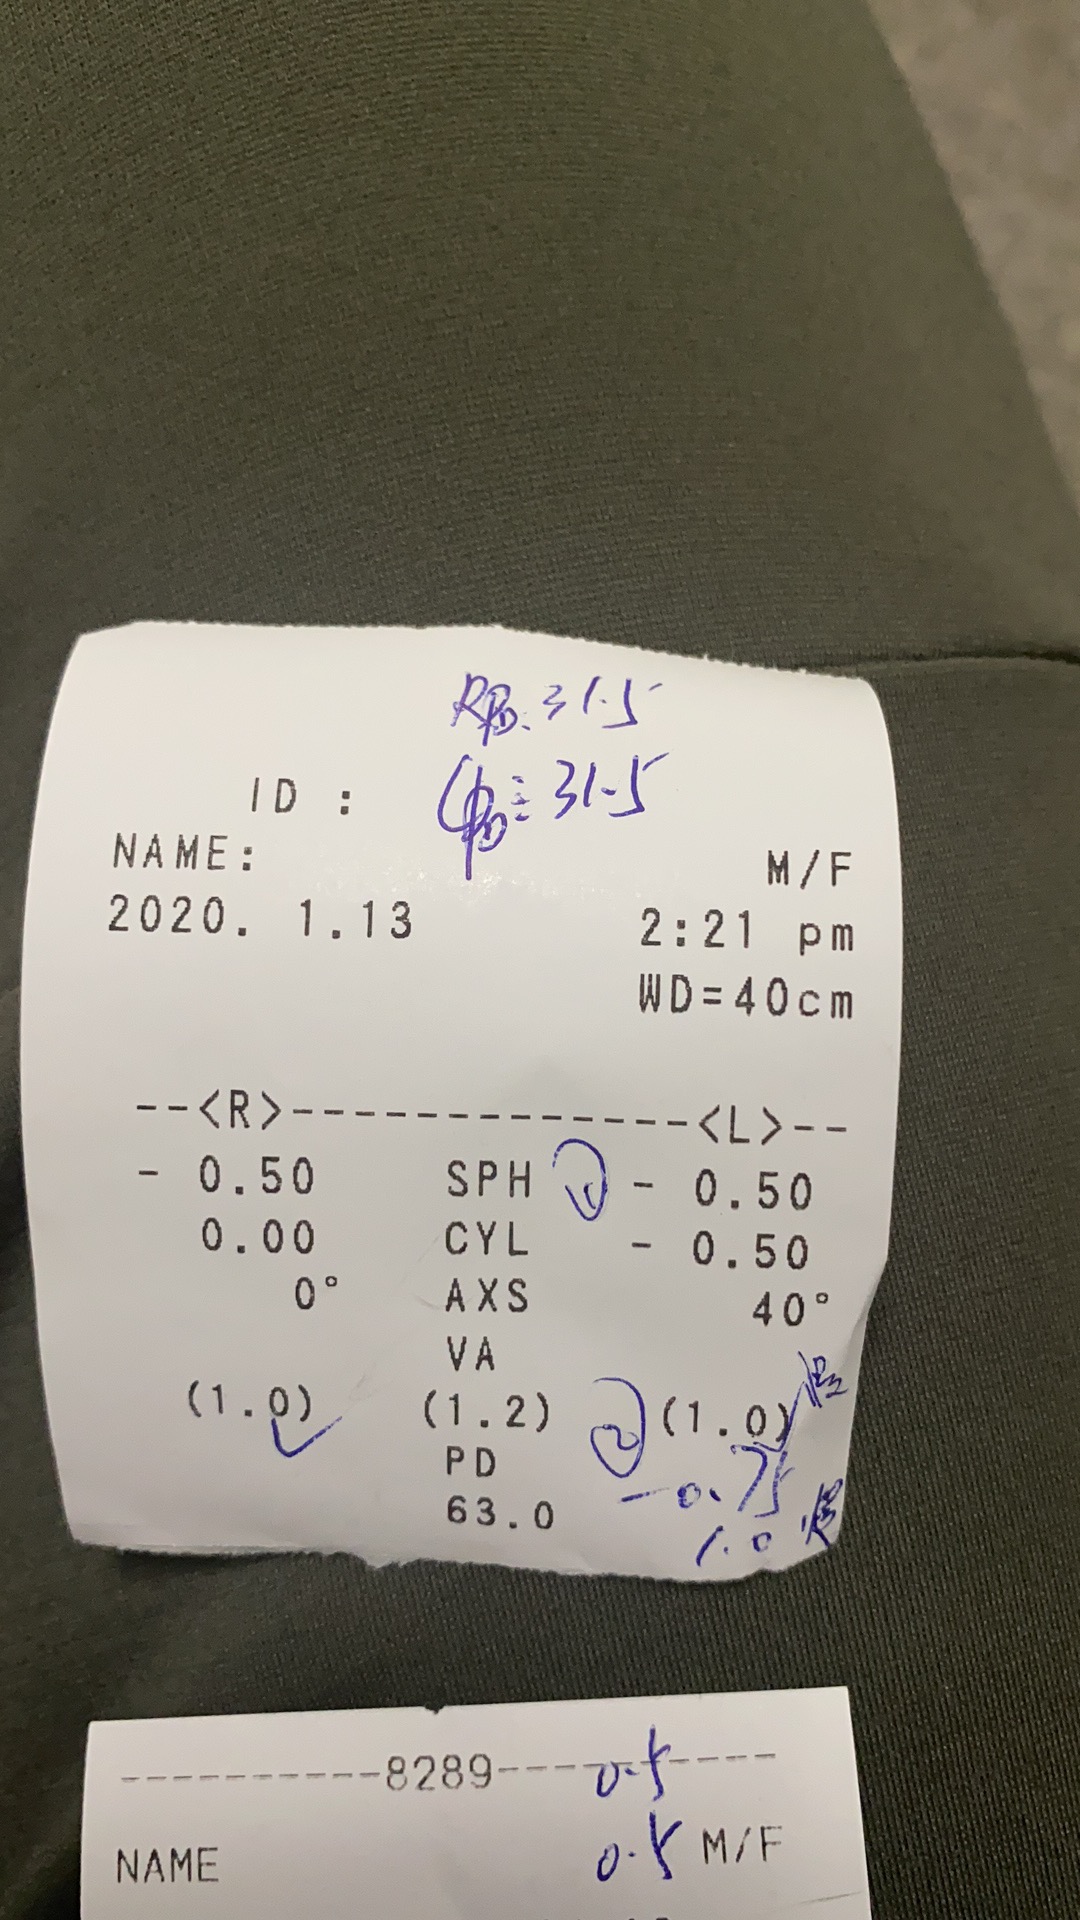 RPD: 31.5
LPD: 31.5
ID :
NAME: M/F
2020. 1.13 2:21 pm
WD=40cm
--<R>-------------------<L>--
- 0.50 SPH ① - 0.50
0.00 CYL - 0.50
0° AXS 40°
VA
(1.0) (1.2) ② (1.0)
PD -0.75
63.0 1.0
----------8289----------
0.5
NAME 0.5 M/F